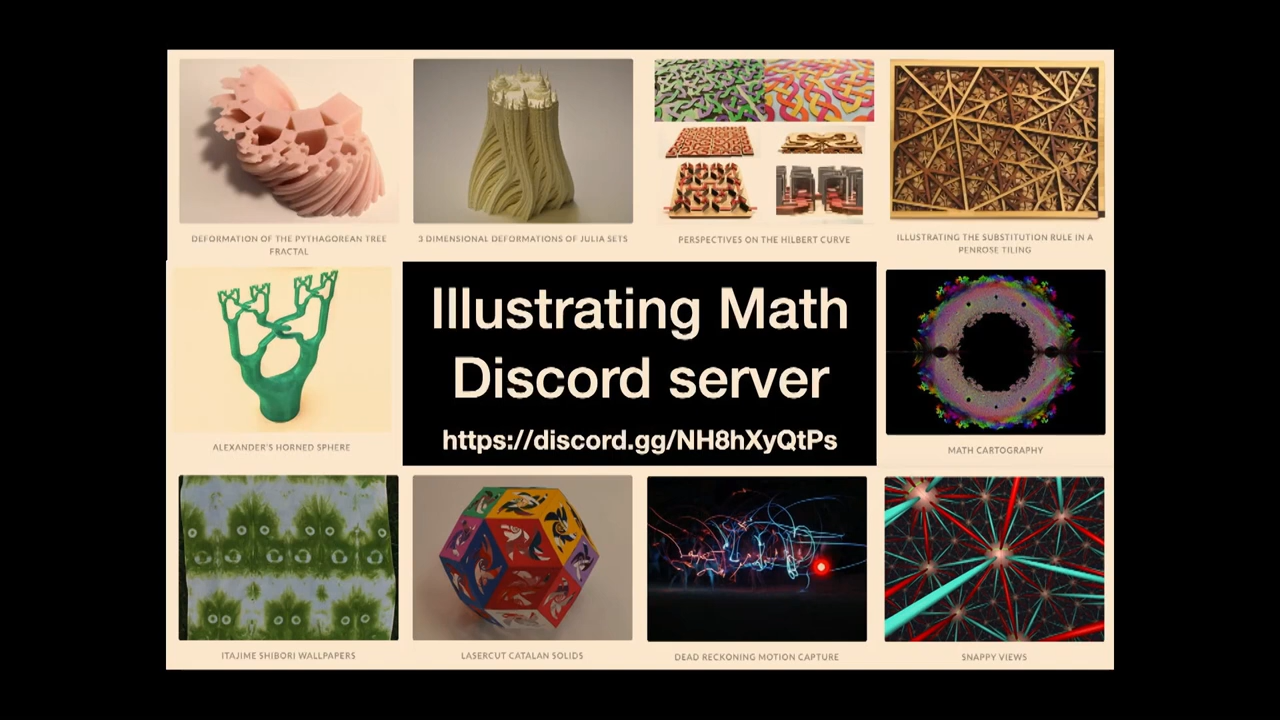 DEFORMATION OF THE PYTHAGOREAN TREE
FRACTAL
3 DIMENSIONAL DEFORMATIONS OF JULIA SETS
PERSPECTIVES ON THE HILBERT CURVE
ILLUSTRATING THE SUBSTITUTION RULE IN A
PENROSE TILING
ALEXANDER'S HORNED SPHERE
Illustrating Math
Discord server
https://discord.gg/NH8hXyQtPs
MATH CARTOGRAPHY
ITAJIME SHIBORI WALLPAPERS
LASERCUT CATALAN SOLIDS
DEAD RECKONING MOTION CAPTURE
SNAPPY VIEWS